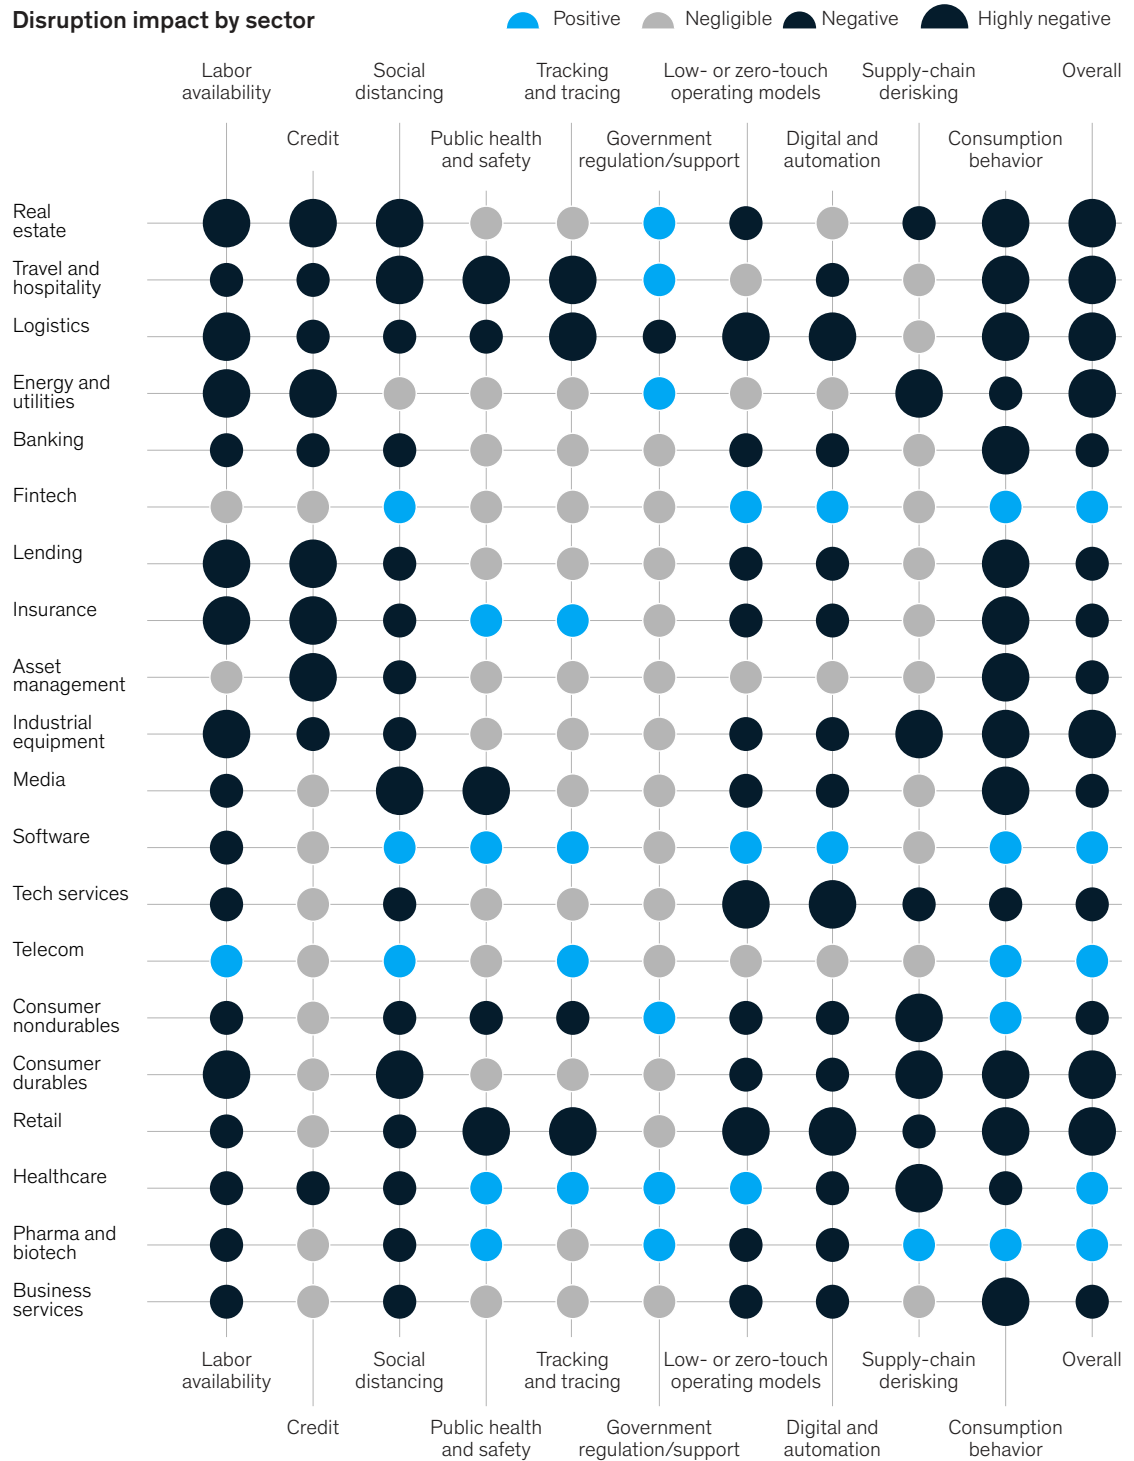 Disruption impact by sector
Positive
Negligible
Negative
Highly negative
Labor
availability
Social
distancing
Tracking
and tracing
Low- or zero-touch
operating models
Supply-chain
derisking
Overall
Credit
Public health
and safety
Government
regulation/support
Digital and
automation
Consumption
behavior
Real
estate
Travel and
hospitality
Logistics
Energy and
utilities
Banking
Fintech
Lending
Insurance
Asset
management
Industrial
equipment
Media
Software
Tech services
Telecom
Consumer
nondurables
Consumer
durables
Retail
Healthcare
Pharma and
biotech
Business
services
Labor
availability
Social
distancing
Tracking
and tracing
Low- or zero-touch
operating models
Supply-chain
derisking
Overall
Credit
Public health
and safety
Government
regulation/support
Digital and
automation
Consumption
behavior